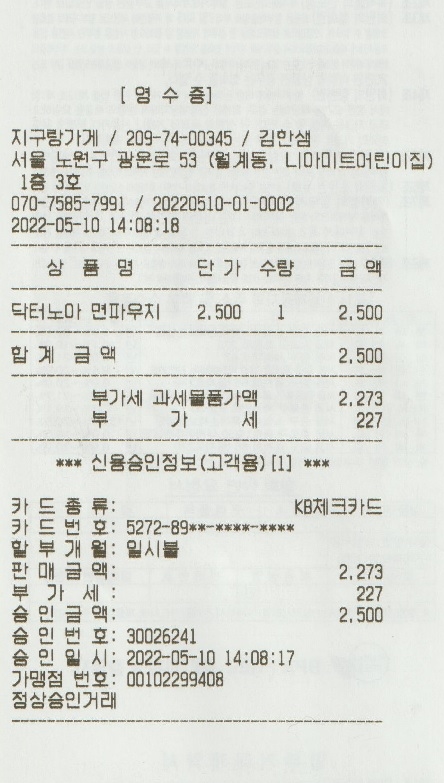 [영수증]
지구랑가게 / 209-74-00345 / 김한샘
서울 노원구 광운로 53 (월계동, 니아미트어린이집)
1층 3호
070-7585-7991 / 20220510-01-0002
2022-05-10 14:08:18
상 품 명 단 가 수량 금 액
닥터노아 면파우치 2,500 1 2,500
합 계 금 액 2,500
부가세 과세물품가액 2,273
부 가 세 227
*** 신용승인정보(고객용) [1] ***
카 드 종 류: KB체크카드
카 드 번 호: 5272-89**-****-****
할 부 개 월: 일시불
판 매 금 액: 2,273
부 가 세 : 227
승 인 금 액: 2,500
승 인 번 호: 30026241
승 인 일 시: 2022-05-10 14:08:17
가맹점 번호: 00102299408
정상승인거래